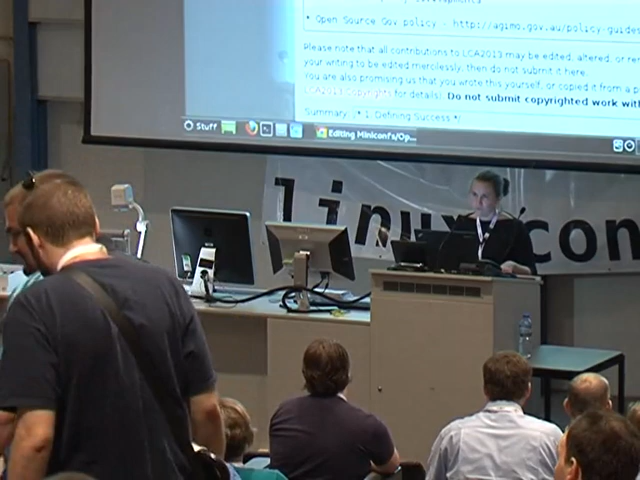 • Open Source Gov policy - http://agimo.gov.au/policy-guides
Please note that all contributions to LCA2013 may be edited, altered, or re
your writing to be edited mercilessly, then do not submit it here.
You are also promising us that you wrote this yourself, or copied it from a p
LCA2013:Copyrights for details). Do not submit copyrighted work with
Summary: /* 1. Defining Success */
Stuff
Editing Miniconfs/Op...
linux.con